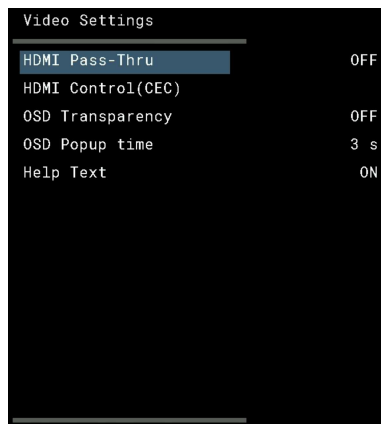 Video Settings
HDMI Pass-Thru OFF
HDMI Control(CEC)
OSD Transparency OFF
OSD Popup time 3 s
Help Text ON